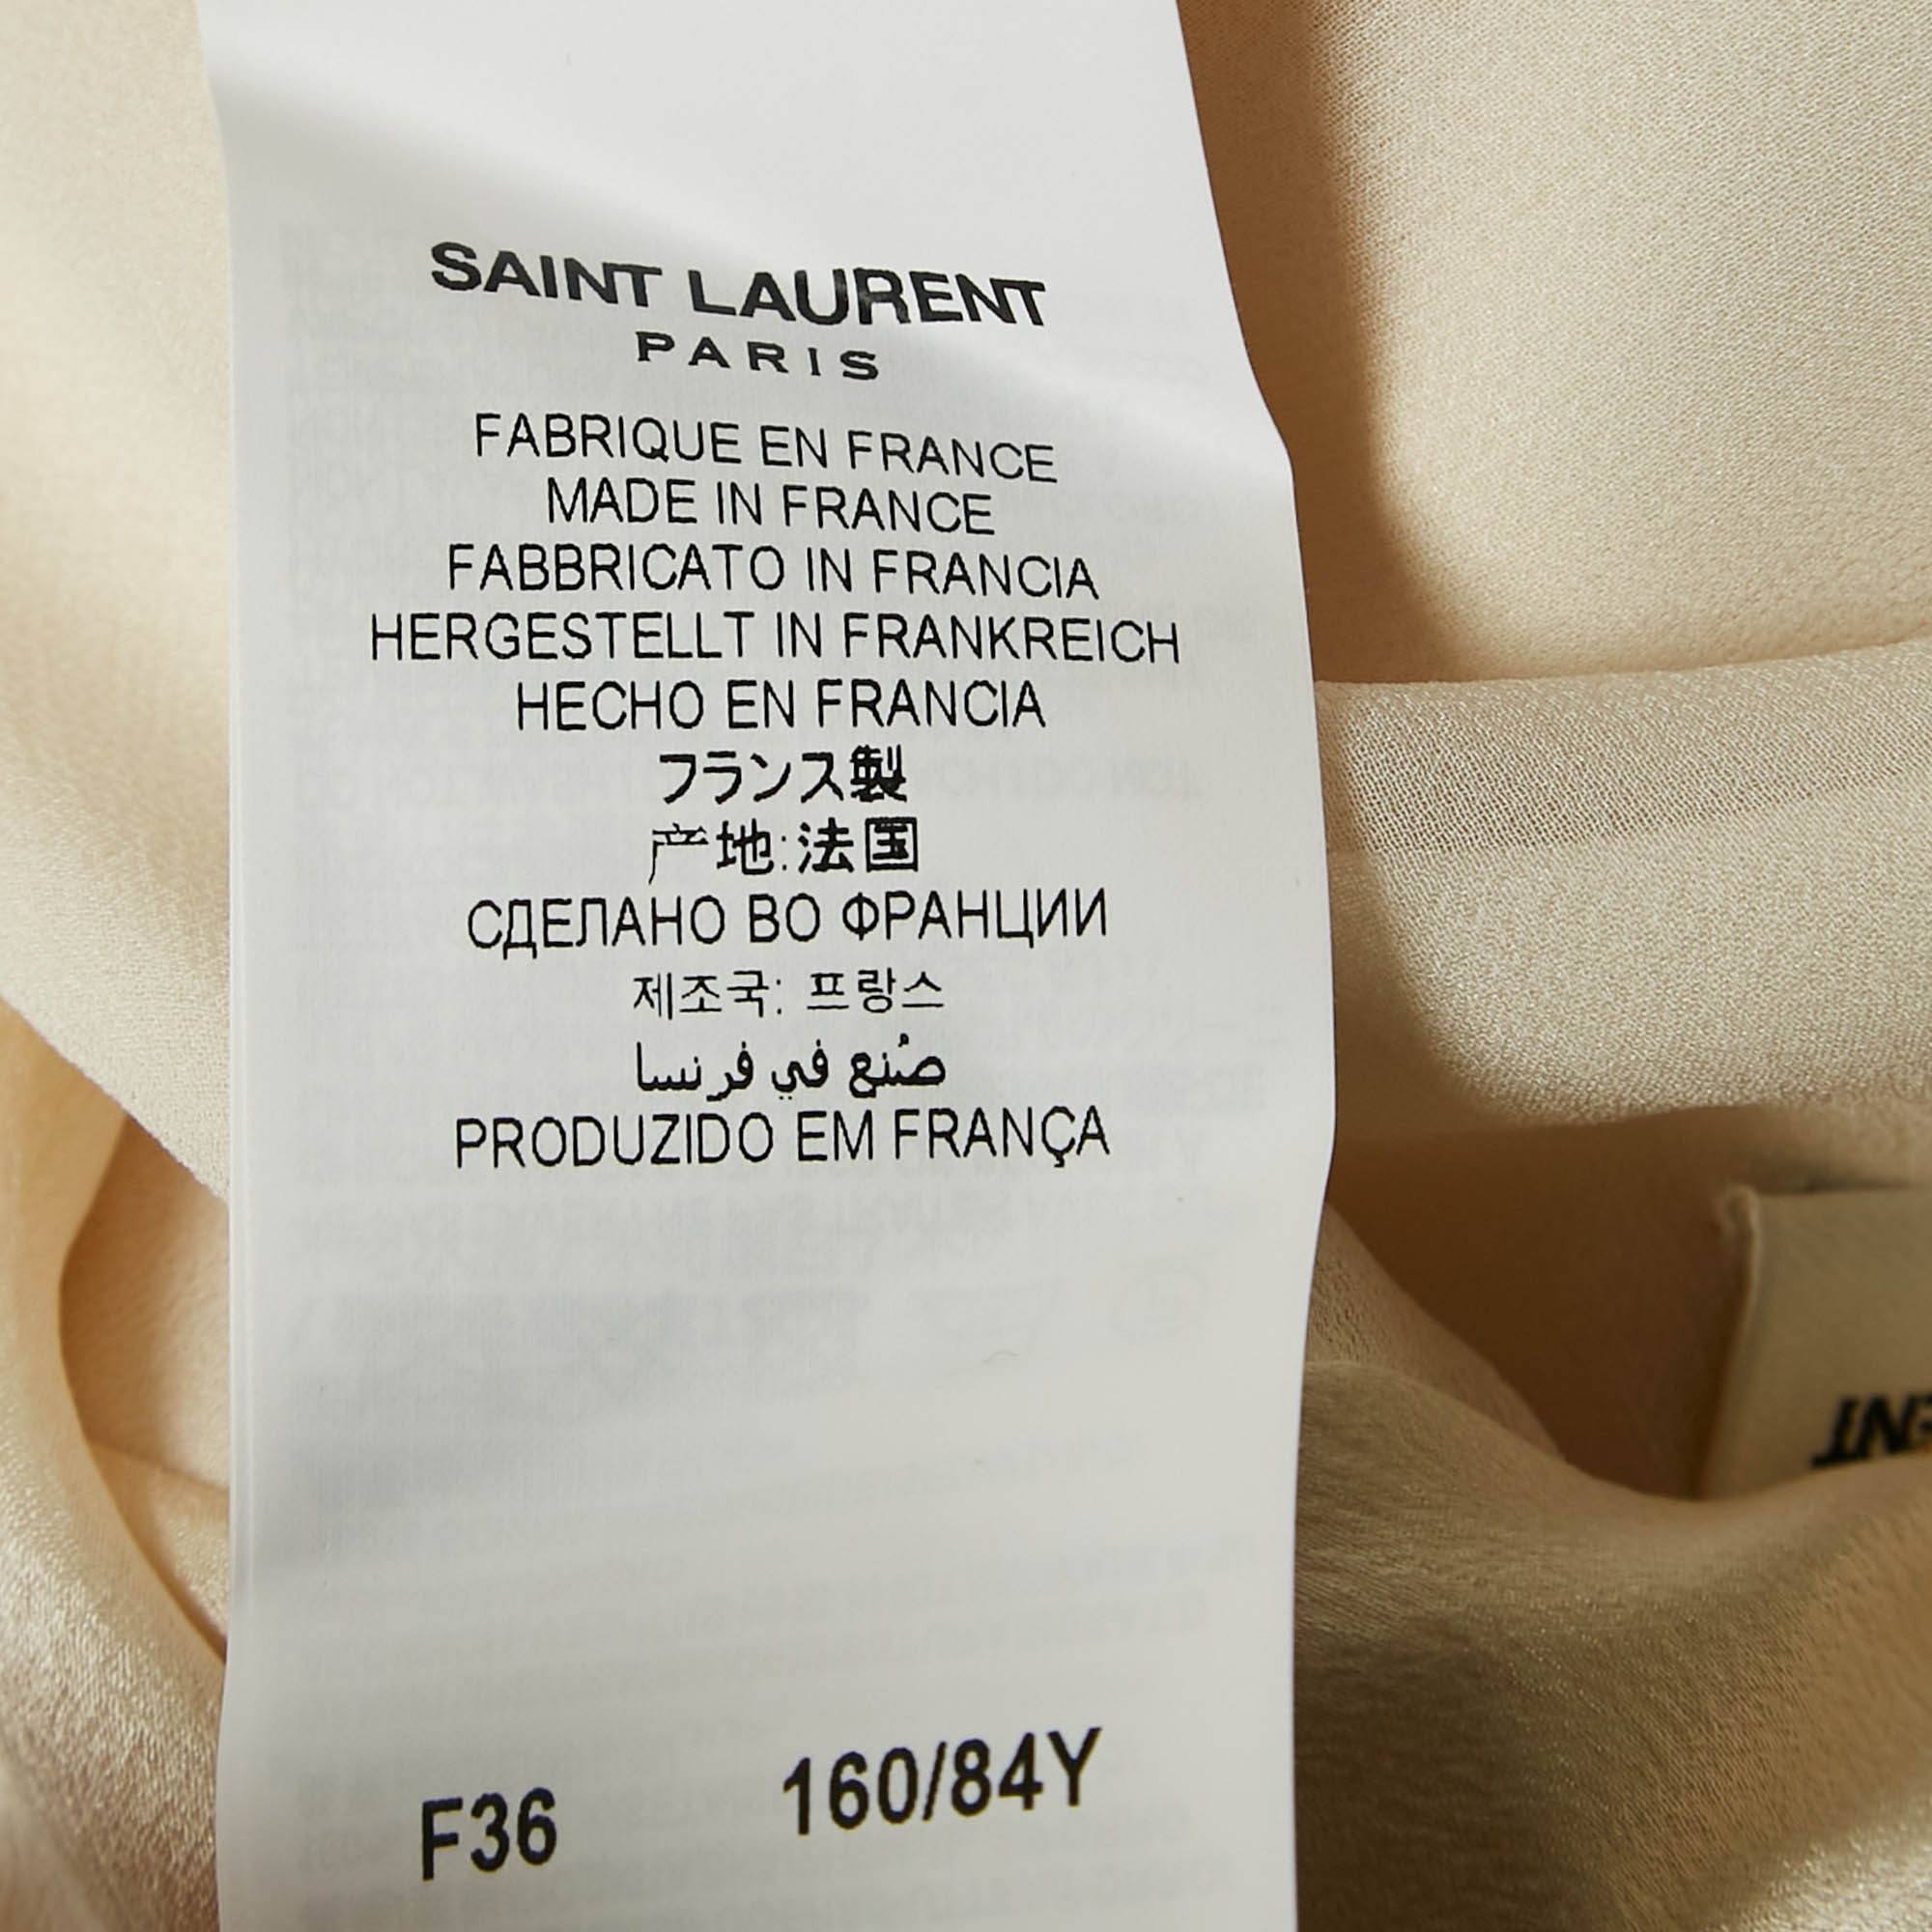 SAINT LAURENT
PARIS
FABRIQUE EN FRANCE
MADE IN FRANCE
FABBRICATO IN FRANCIA
HERGESTELLT IN FRANKREICH
HECHO EN FRANCIA
フランス製
产地:法国
СДЕЛАНО ВО ФРАНЦИИ
제조국: 프랑스
صُنع في فرنسا
PRODUZIDO EM FRANÇA
F36 160/84Y